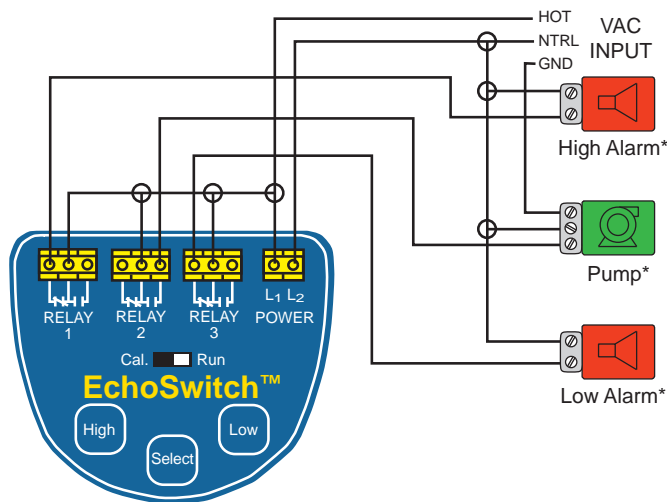 HOT
NTRL
GND
VAC
INPUT
High Alarm*
Pump*
Low Alarm*
L1 L2
RELAY
1
RELAY
2
RELAY
3
POWER
Cal. Run
EchoSwitch™
High
Select
Low